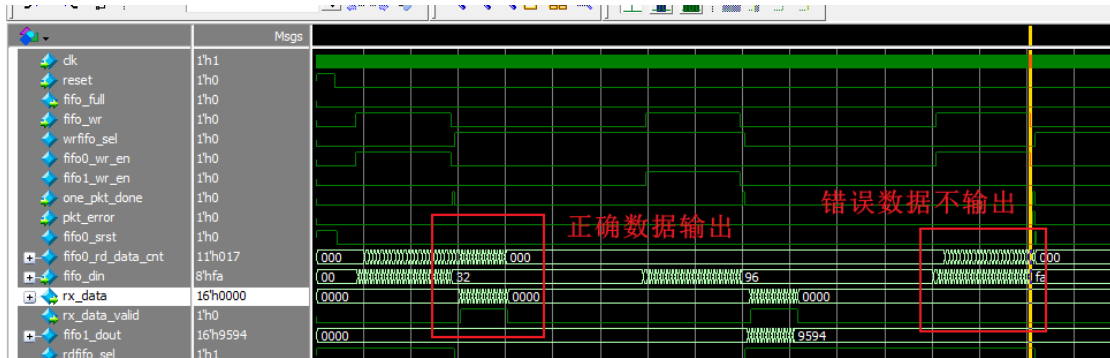 Msgs
clk 1'h1
reset 1'h0
fifo_full 1'h0
fifo_wr 1'h0
wrfifo_sel 1'h0
fifo0_wr_en 1'h0
fifo1_wr_en 1'h0
one_pkt_done 1'h0
错误数据不输出
pkt_error 1'h0
正确数据输出
fifo0_srst 1'h0
fifo0_rd_data_cnt 11'h017 000 000 000
fifo_din 8'hfa 00 32 96 fa
rx_data 16'h0000 0000 0000 0000
rx_data_valid 1'h0
fifo1_dout 16'h9594 0000 9594
rdfifo_sel 1'h1